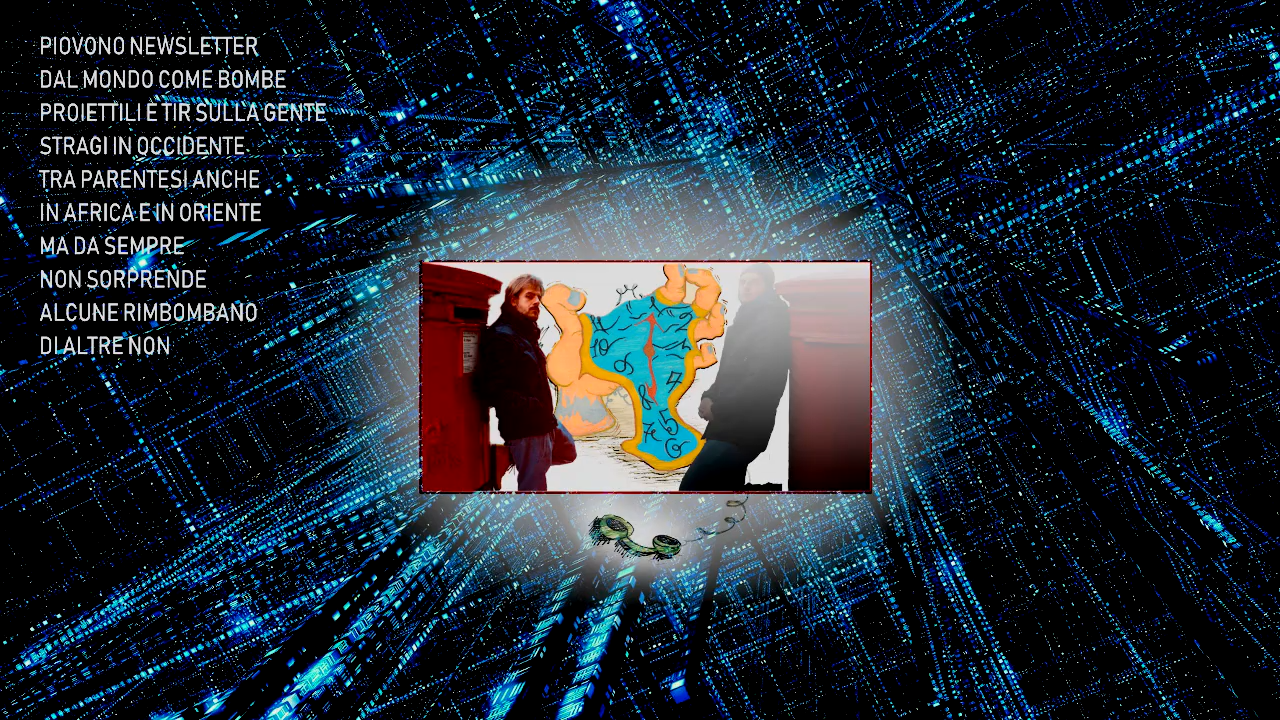 PIOVONO NEWSLETTER
DAL MONDO COME BOMBE
PROIETTILI E TIR SULLA GENTE
STRAGI IN OCCIDENTE
TRA PARENTESI ANCHE
IN AFRICA E IN ORIENTE
MA DA SEMPRE
NON SORPRENDE
ALCUNE RIMBOMBANO
DI ALTRE NON